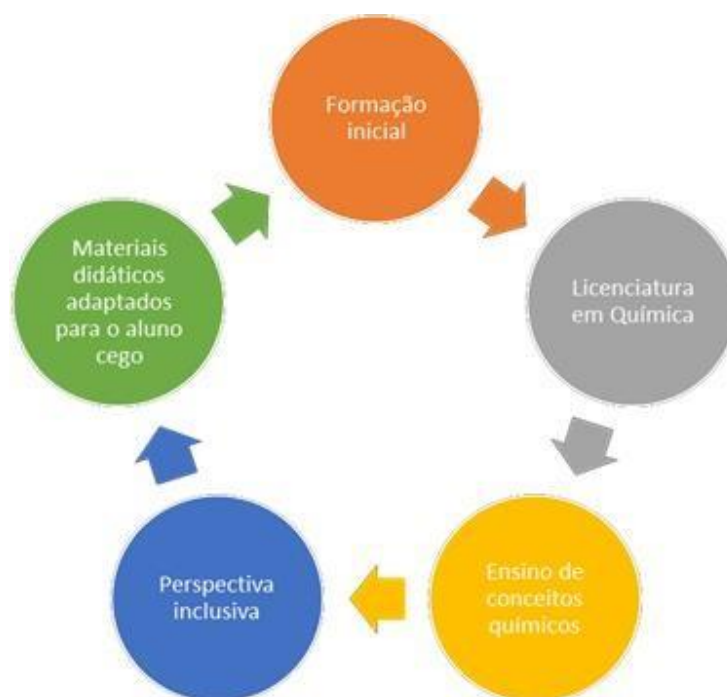 Formação
inicial
Licenciatura
em Química
Ensino de
conceitos
químicos
Perspectiva
inclusiva
Materiais
didáticos
adaptados
para o aluno
cego